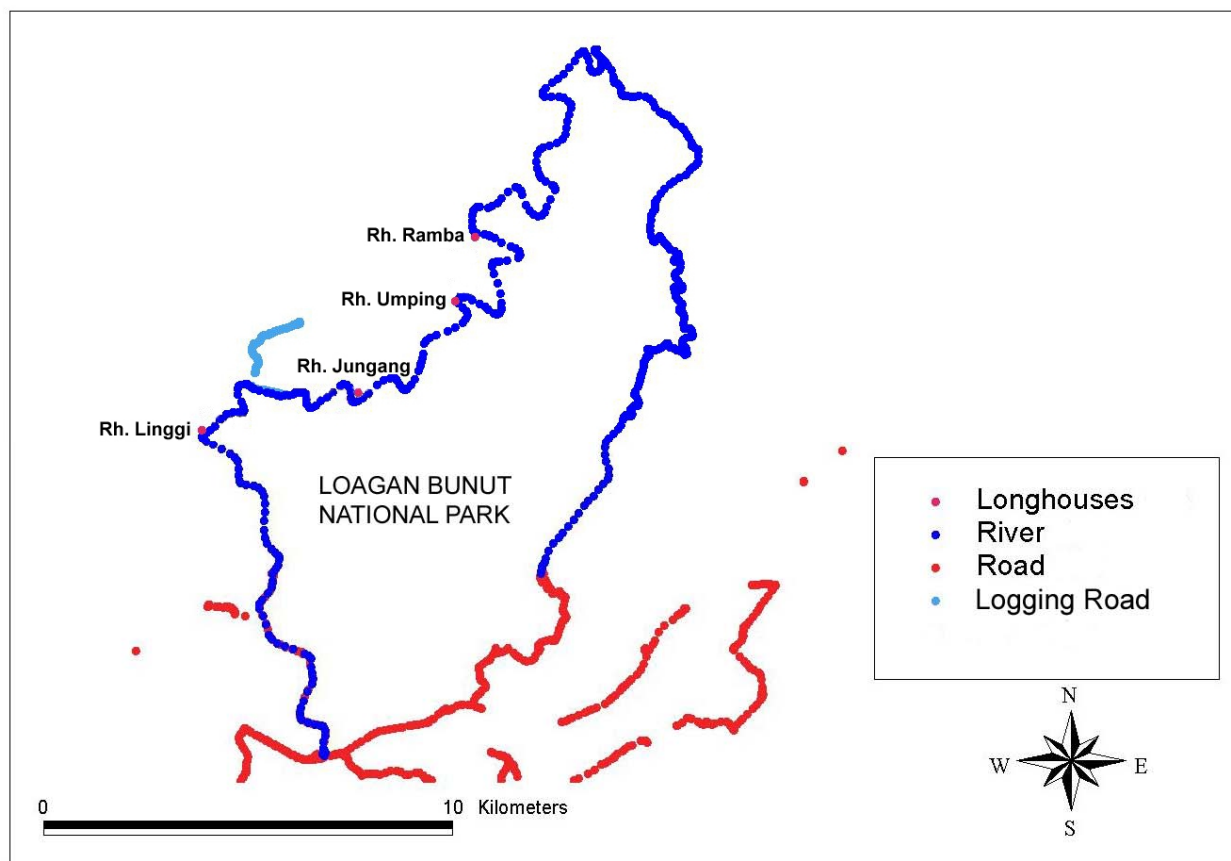 Rh. Ramba
Rh. Umping
Rh. Jungang
Rh. Linggi
LOAGAN BUNUT
NATIONAL PARK
Longhouses
River
Road
Logging Road
N
W
E
S
0
10 Kilometers